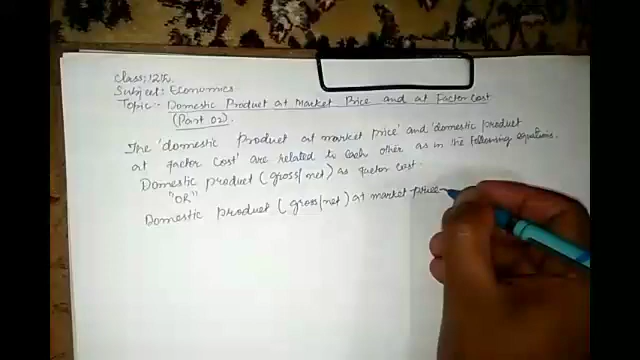 Class: 12th.
Subject: Economics
Topic:- Domestic Product at Market Price and at Factor Cost
(Part 02).
The 'domestic Product at market price' and 'domestic product
at factor cost' are related to each other as in the following equations.
Domestic product (gross/net) as factor cost.
"OR"
Domestic product (gross/net) at market price